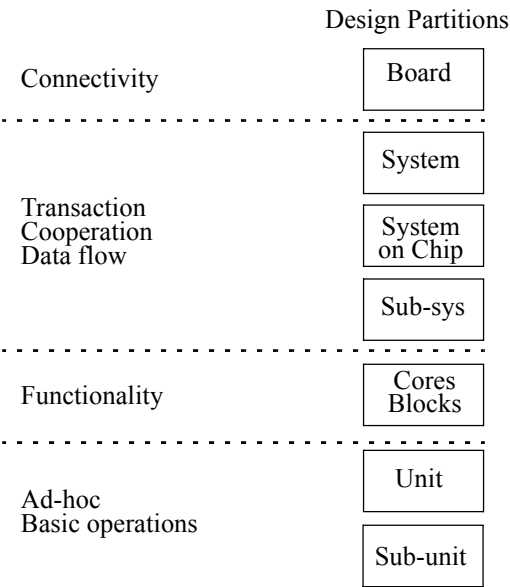 Design Partitions
Connectivity
Board
System
Transaction
Cooperation
Data flow
System
on Chip
Sub-sys
Functionality
Cores
Blocks
Unit
Ad-hoc
Basic operations
Sub-unit